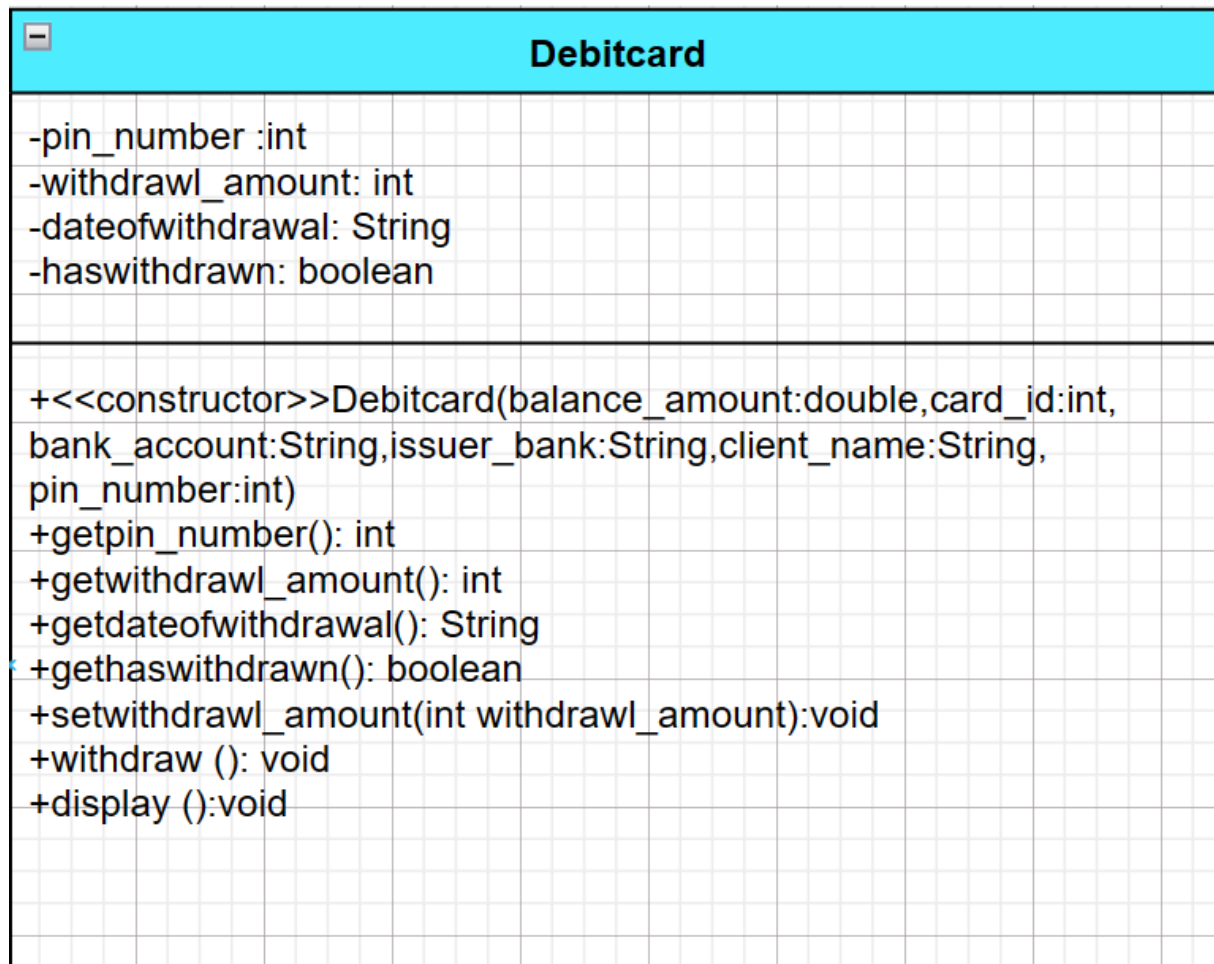 Debitcard
-pin_number :int
-withdrawl_amount: int
-dateofwithdrawal: String
-haswithdrawn: boolean
+<<constructor>>Debitcard(balance_amount:double,card_id:int,
bank_account:String,issuer_bank:String,client_name:String,
pin_number:int)
+getpin_number(): int
+getwithdrawl_amount(): int
+getdateofwithdrawal(): String
+gethaswithdrawn(): boolean
+setwithdrawl_amount(int withdrawl_amount):void
+withdraw (): void
+display ():void